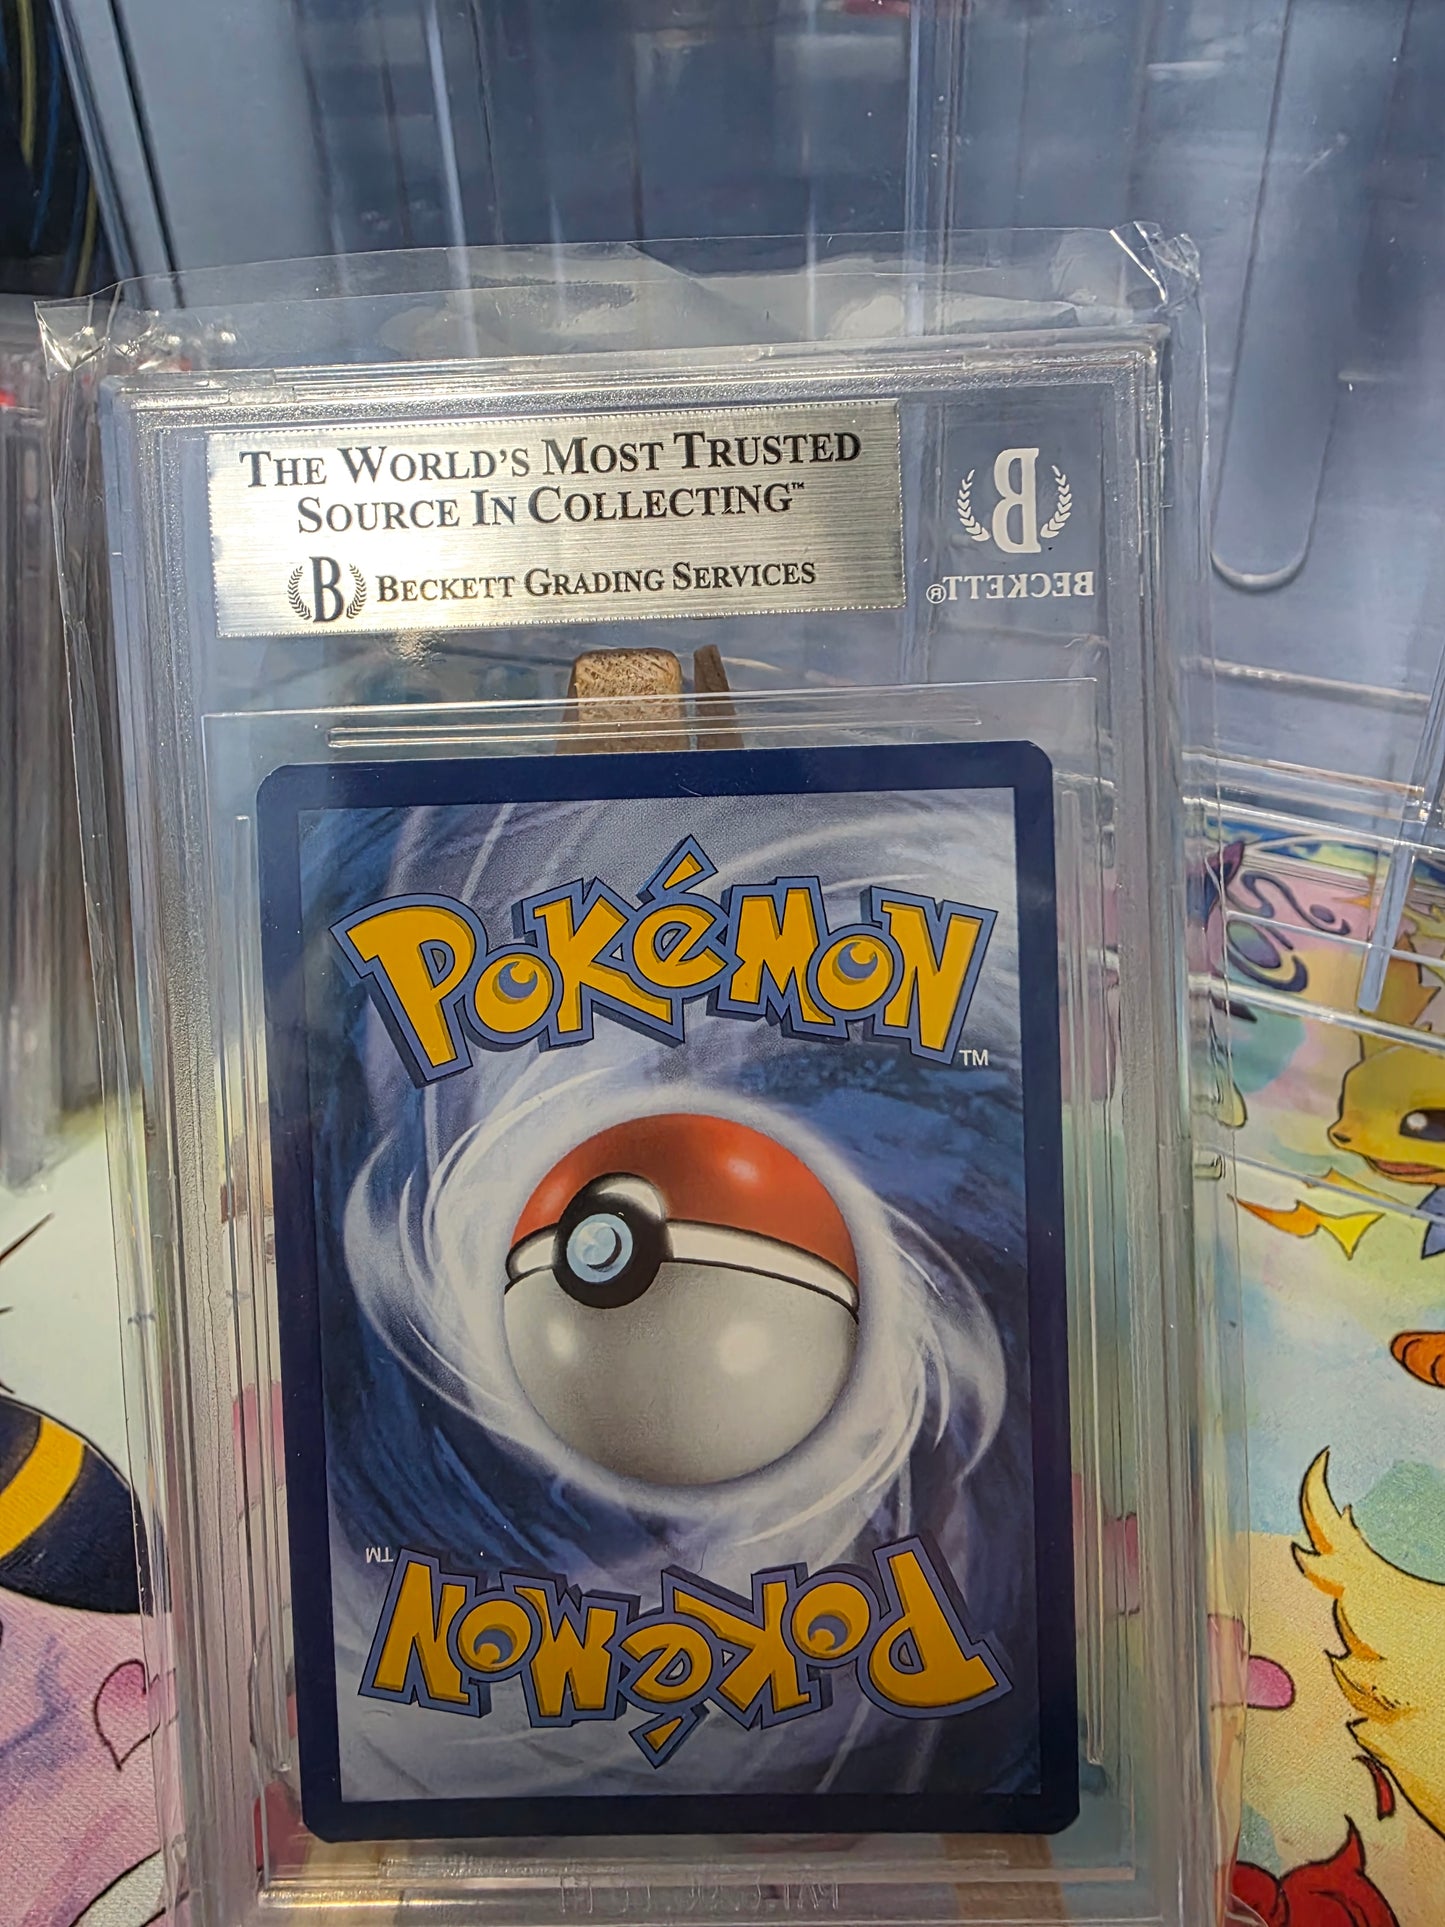 THE WORLD'S MOST TRUSTED
SOURCE IN COLLECTING™
B BECKETT GRADING SERVICES
B
BECKETT®
POKéMON
TM
TM
POKéMON